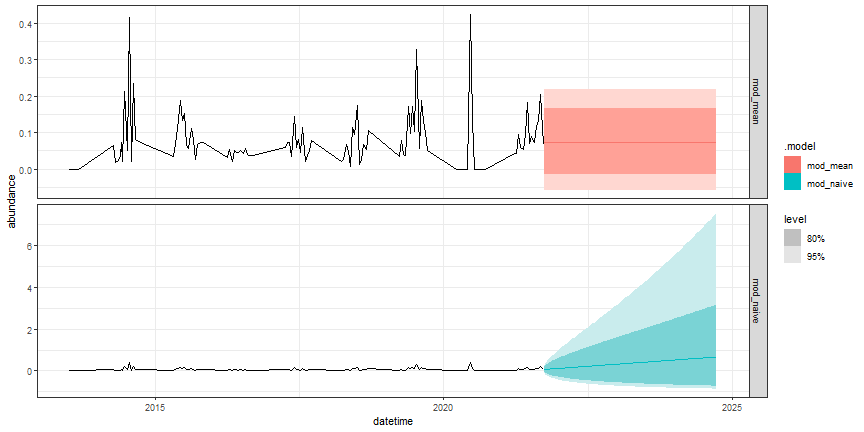 0.4
0.3
0.2
0.1
0.0
mod_mean
abundance
6
4
2
0
mod_naive
2015
2020
2025
datetime
.model
mod_mean
mod_naive
level
80%
95%